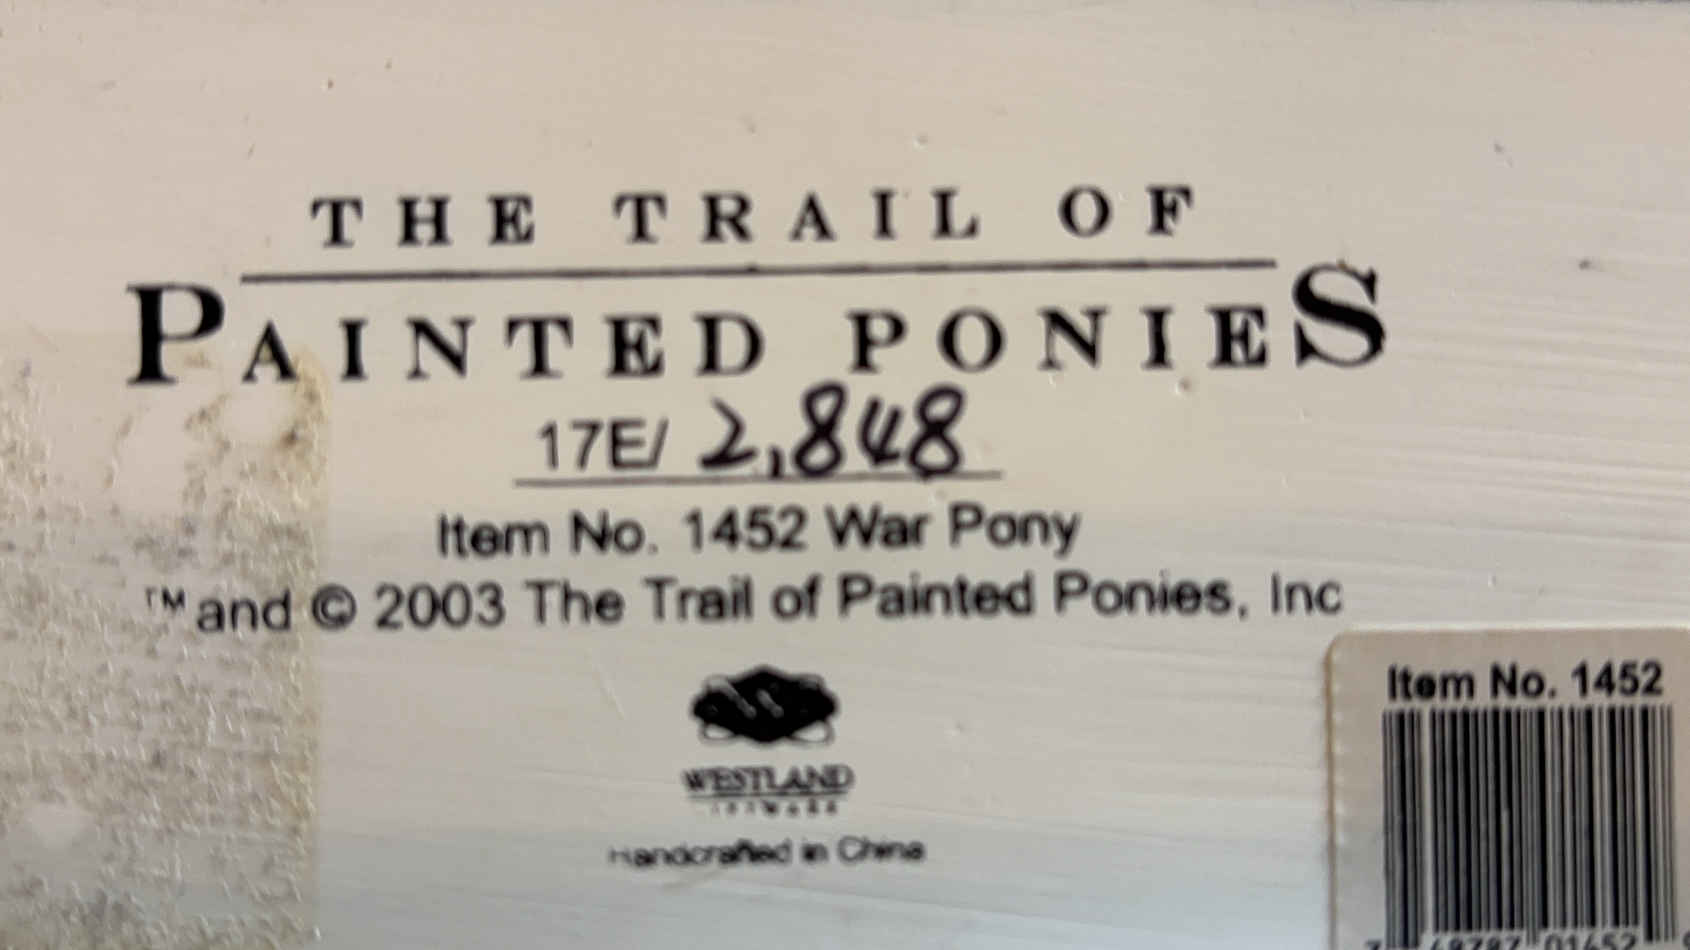 THE TRAIL OF
PAINTED PONIES
17E/ 2,848
Item No. 1452 War Pony
™ and © 2003 The Trail of Painted Ponies, Inc
WESTLAND
Handcrafted in China
Item No. 1452